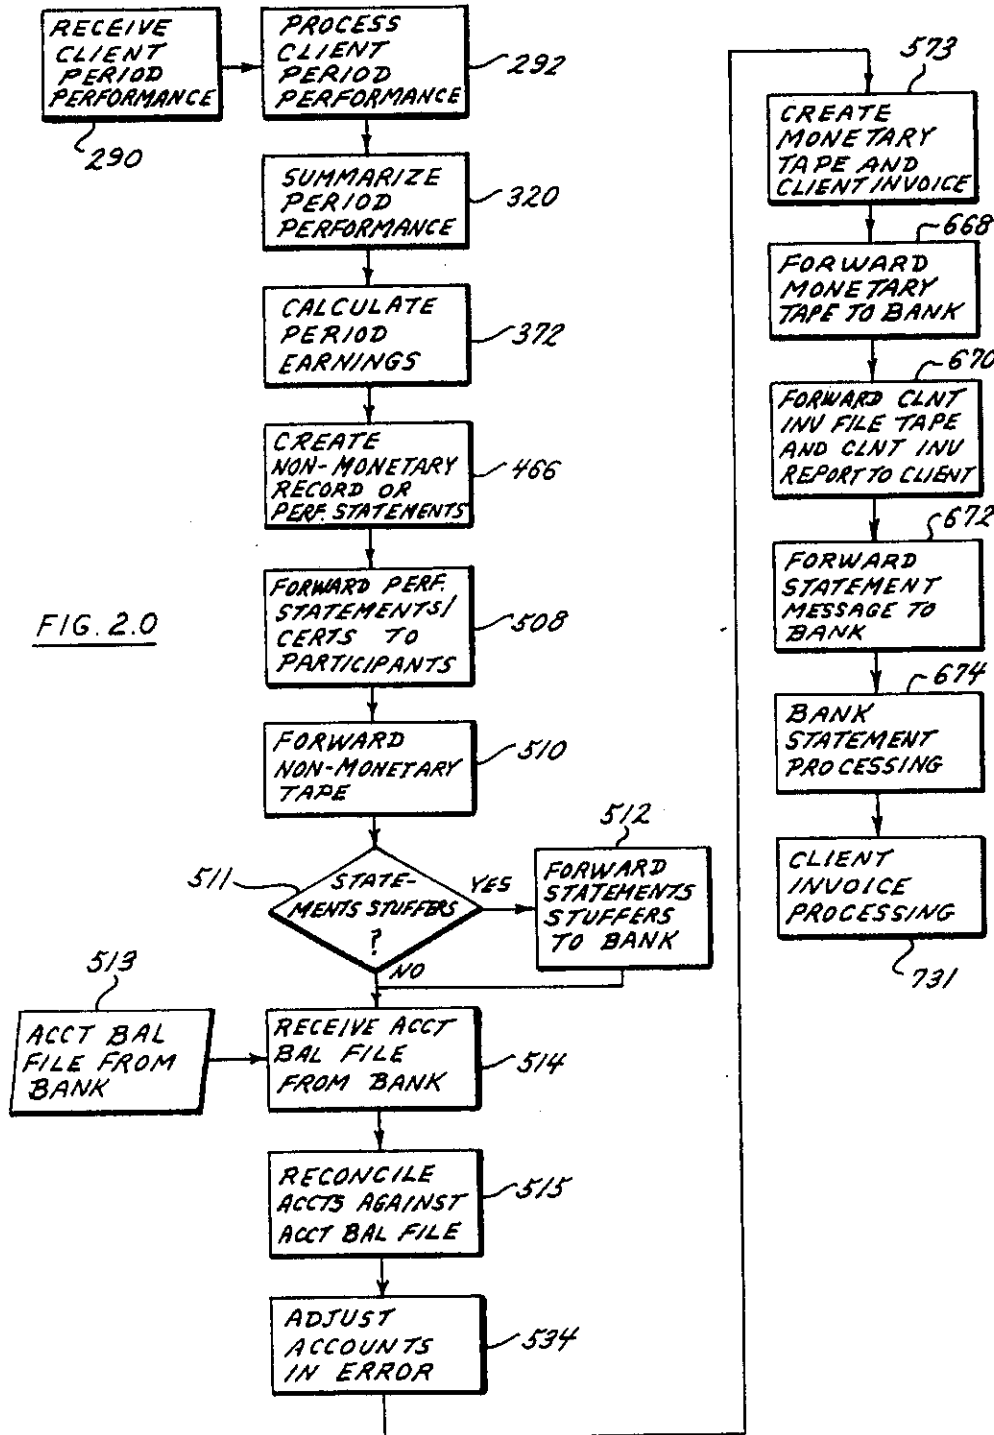 RECEIVE
CLIENT
PERIOD
PERFORMANCE
290
PROCESS
CLIENT
PERIOD
PERFORMANCE
292
SUMMARIZE
PERIOD
PERFORMANCE
320
CALCULATE
PERIOD
EARNINGS
372
CREATE
NON-MONETARY
RECORD OR
PERF. STATEMENTS
466
FORWARD PERF.
STATEMENTS/
CERTS TO
PARTICIPANTS
508
FIG. 2.0
FORWARD
NON-MONETARY
TAPE
510
511
STATE-
MENTS STUFFERS
?
YES
NO
512
FORWARD
STATEMENTS
STUFFERS
TO BANK
513
ACCT BAL
FILE FROM
BANK
RECEIVE ACCT
BAL FILE
FROM BANK
514
RECONCILE
ACCTS AGAINST
ACCT BAL FILE
515
ADJUST
ACCOUNTS
IN ERROR
534
573
CREATE
MONETARY
TAPE AND
CLIENT INVOICE
668
FORWARD
MONETARY
TAPE TO BANK
670
FORWARD CLNT
INV FILE TAPE
AND CLNT INV
REPORT TO CLIENT
672
FORWARD
STATEMENT
MESSAGE TO
BANK
674
BANK
STATEMENT
PROCESSING
CLIENT
INVOICE
PROCESSING
731